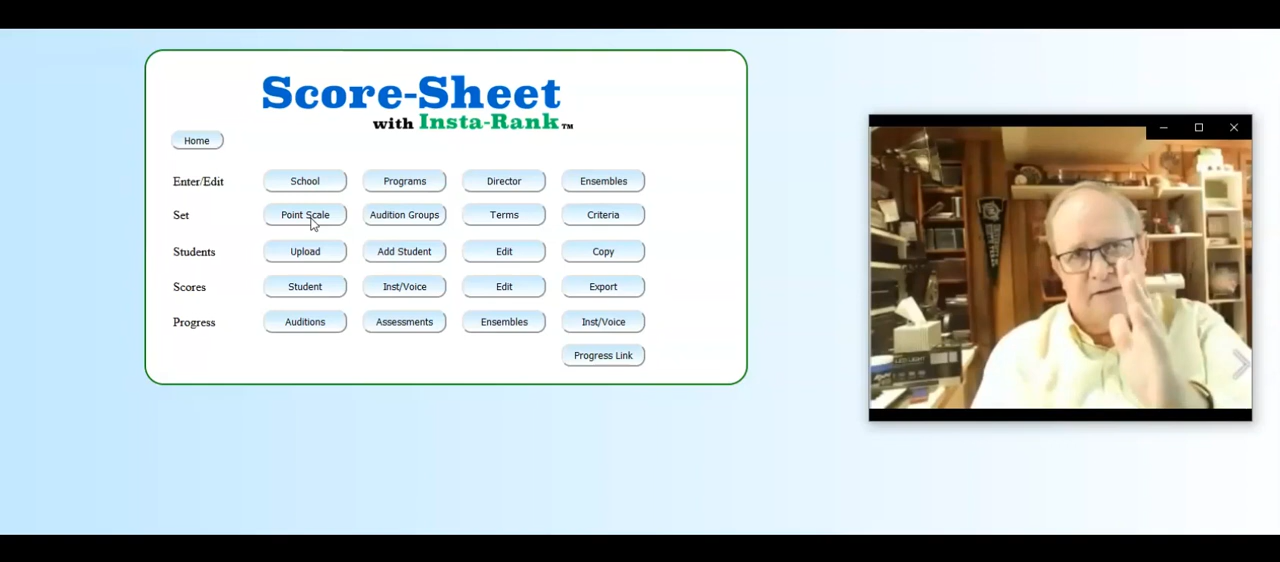 Score-Sheet
with Insta-Rank™
Home
Enter/Edit School Programs Director Ensembles
Set Point Scale Audition Groups Terms Criteria
Students Upload Add Student Edit Copy
Scores Student Inst/Voice Edit Export
Progress Auditions Assessments Ensembles Inst/Voice
Progress Link